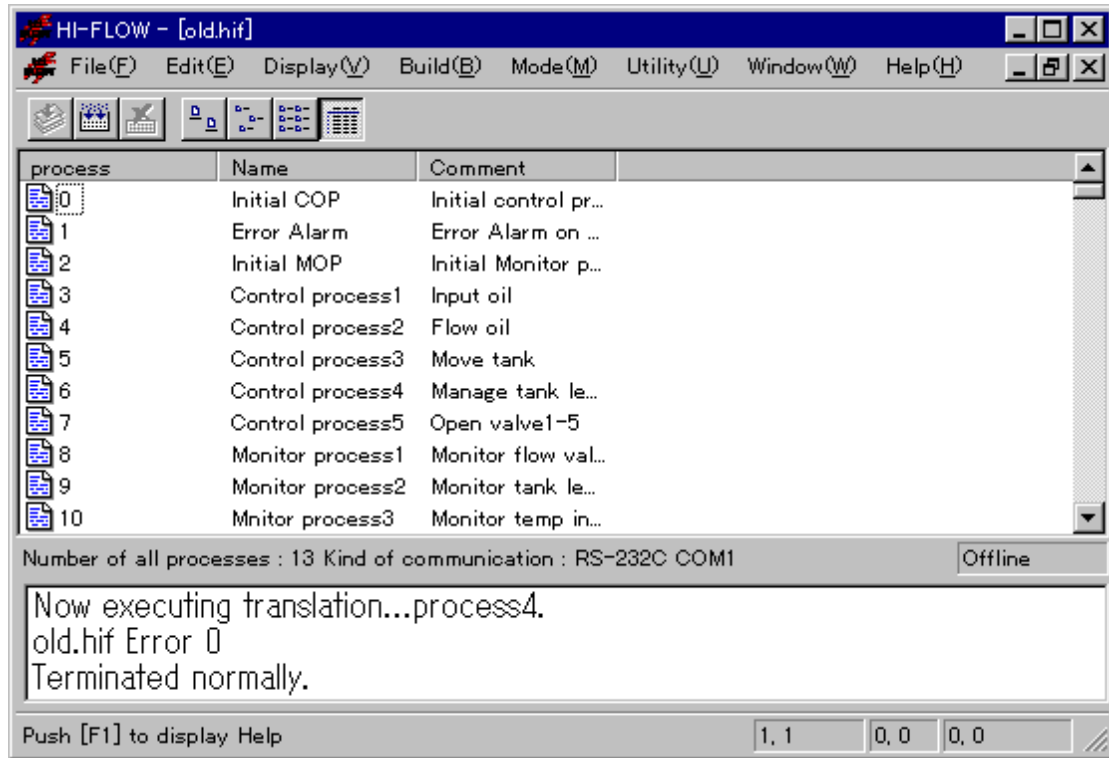 HI-FLOW - [old.hif]
File(F) Edit(E) Display(V) Build(B) Mode(M) Utility(U) Window(W) Help(H)
process Name Comment
0 Initial COP Initial control pr...
1 Error Alarm Error Alarm on ...
2 Initial MOP Initial Monitor p...
3 Control process1 Input oil
4 Control process2 Flow oil
5 Control process3 Move tank
6 Control process4 Manage tank le...
7 Control process5 Open valve1-5
8 Monitor process1 Monitor flow val...
9 Monitor process2 Monitor tank le...
10 Mnitor process3 Monitor temp in...
Number of all processes : 13 Kind of communication : RS-232C COM1 Offline
Now executing translation...process4.
old.hif Error 0
Terminated normally.
Push [F1] to display Help 1, 1 0, 0 0, 0